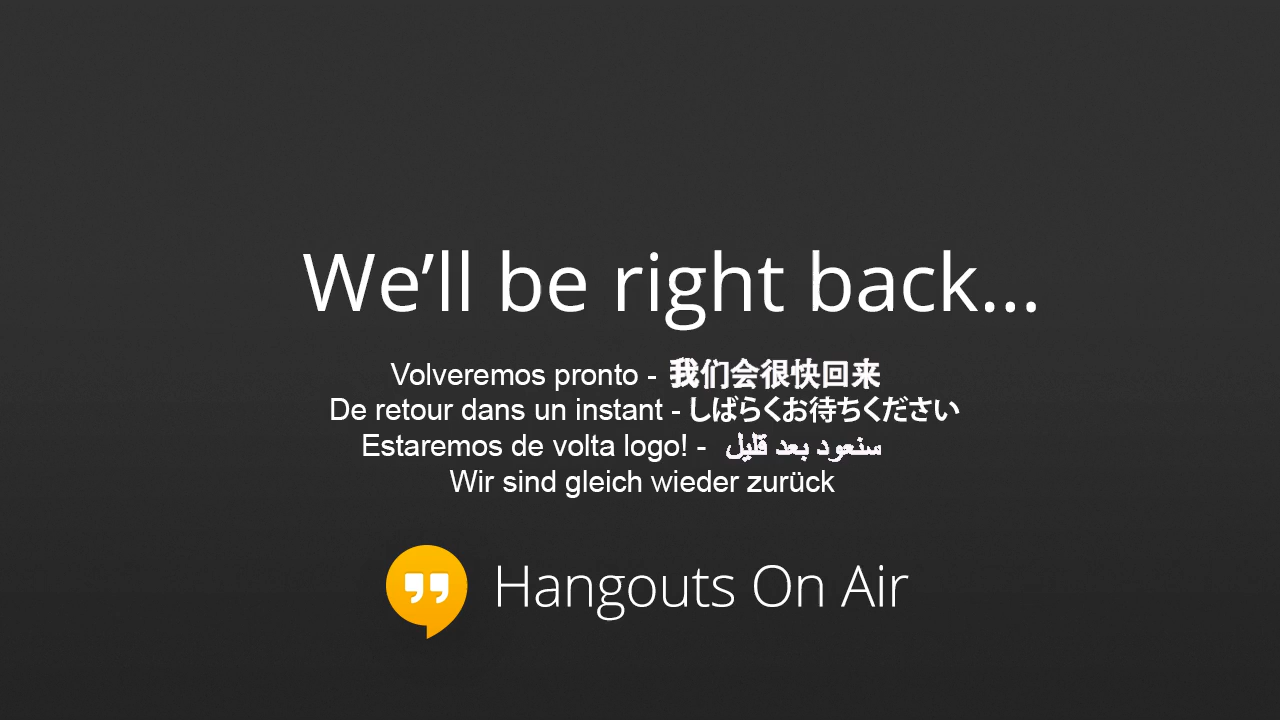 We’ll be right back...
Volveremos pronto - 我们会很快回来
De retour dans un instant - しばらくお待ちください
Estaremos de volta logo! - سنعود بعد قليل
Wir sind gleich wieder zurück
Hangouts On Air